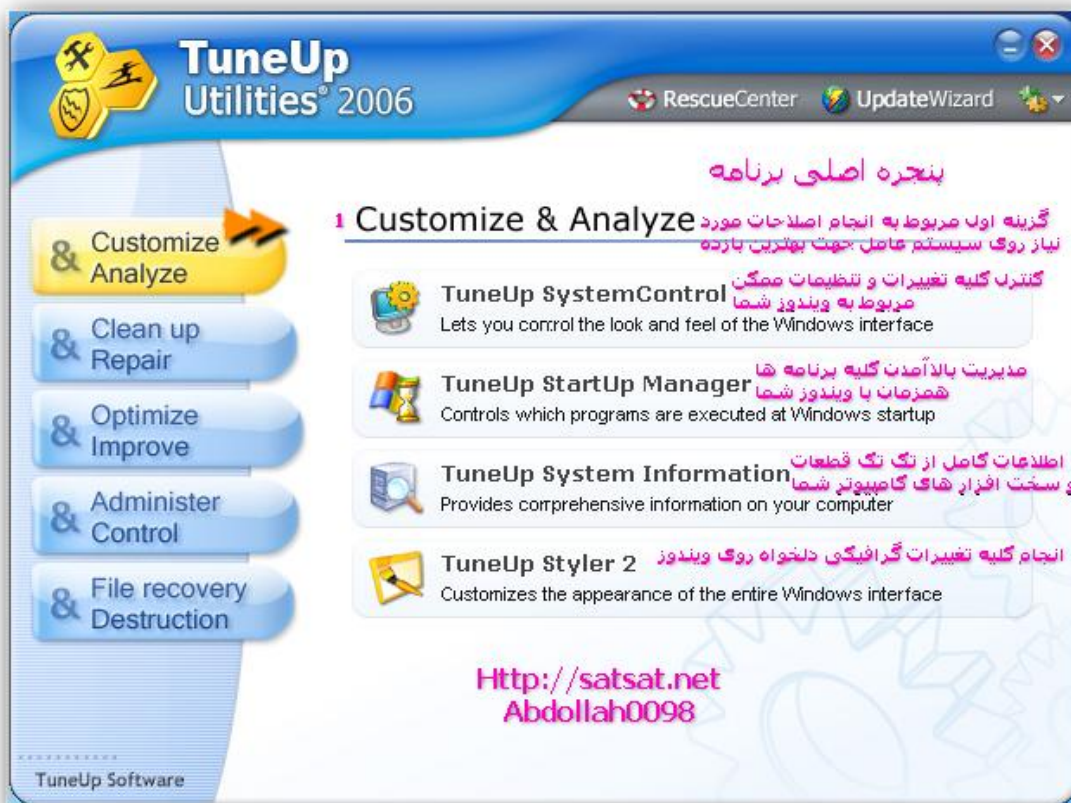 TuneUp
Utilities® 2006
RescueCenter UpdateWizard
پنجره اصلی برنامه
1 Customize & Analyze
گزینه اول مربوط به انجام اصلاحات مورد
نیاز روی سیستم عامل جهت بهترین بازده
& Customize
Analyze
& Clean up
Repair
& Optimize
Improve
& Administer
Control
& File recovery
Destruction
TuneUp SystemControl
کنترل کلیه تغییرات و تنظیمات ممکن
مربوط به ویندوز شما
Lets you control the look and feel of the Windows interface
TuneUp StartUp Manager
مدیریت بالاآمدن کلیه برنامه ها
همزمان با ویندوز شما
Controls which programs are executed at Windows startup
TuneUp System Information
اطلاعات کامل از تک تک قطعات
و سخت افزار های کامپیوتر شما
Provides comprehensive information on your computer
TuneUp Styler 2
انجام کلیه تغییرات گرافیکی دلخواه روی ویندوز
Customizes the appearance of the entire Windows interface
Http://satsat.net
Abdollah0098
TuneUp Software